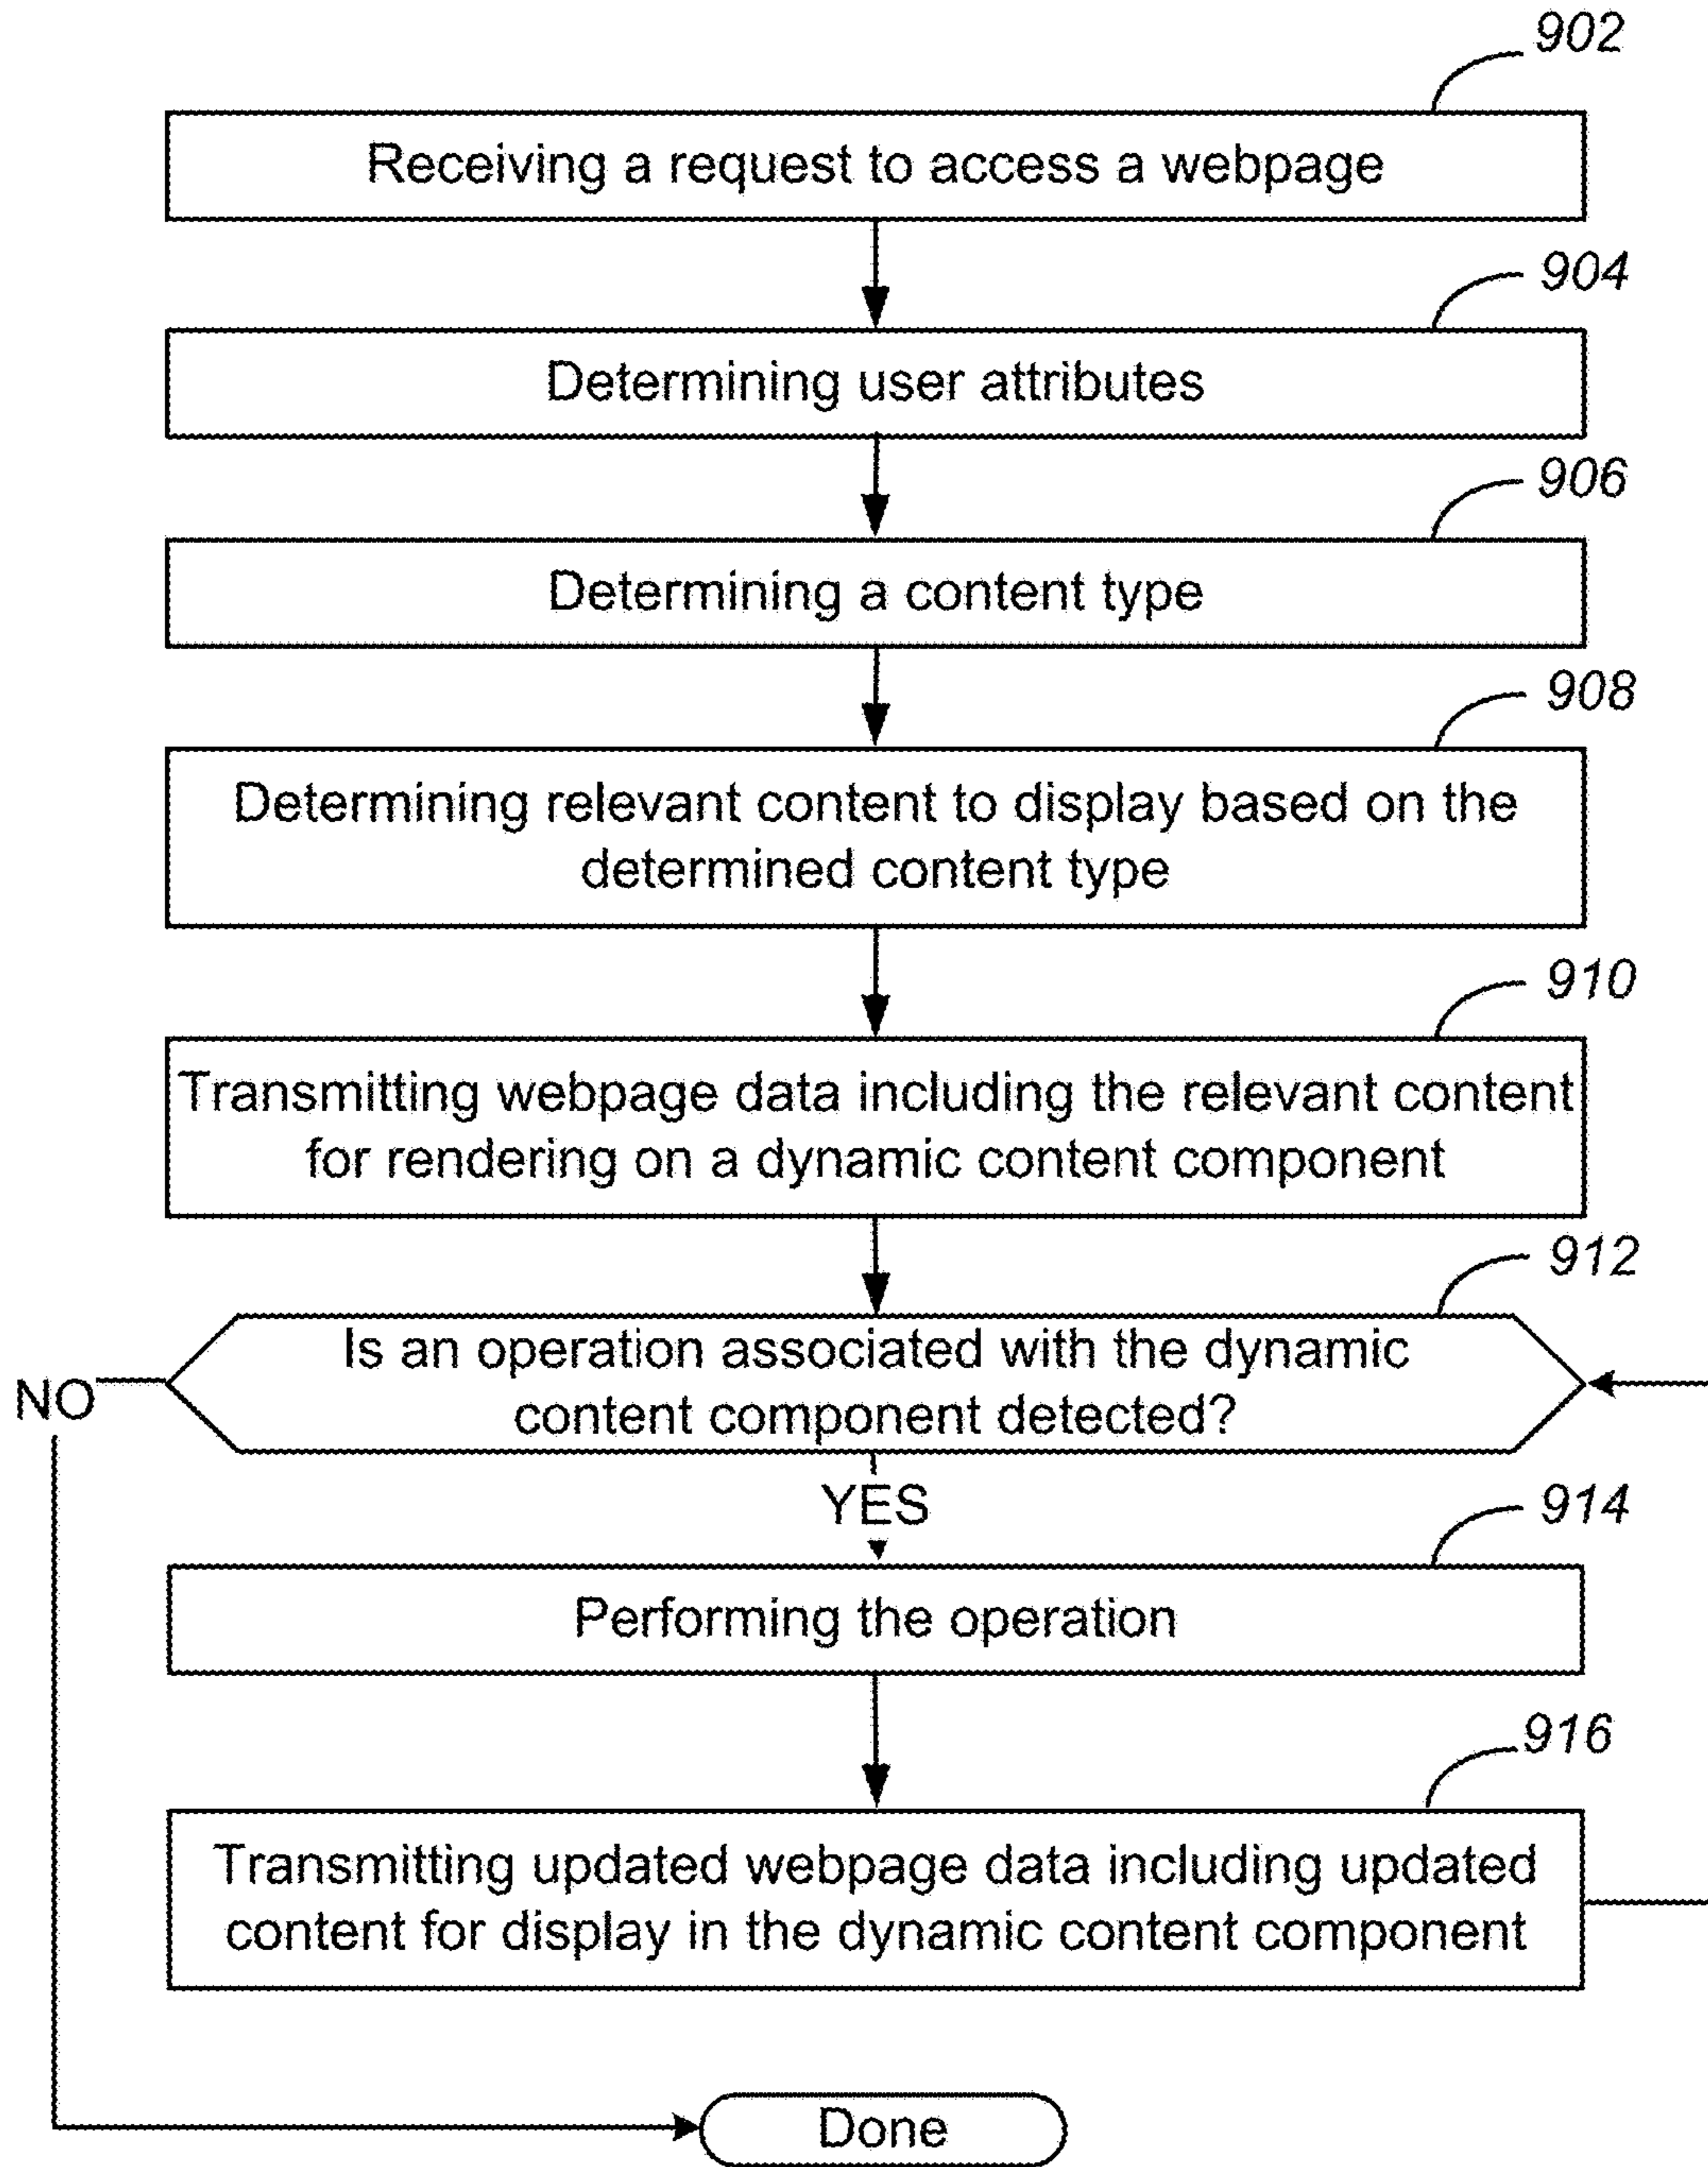 902
Receiving a request to access a webpage
904
Determining user attributes
906
Determining a content type
908
Determining relevant content to display based on the
determined content type
910
Transmitting webpage data including the relevant content
for rendering on a dynamic content component
912
Is an operation associated with the dynamic
content component detected?
NO
YES
914
Performing the operation
916
Transmitting updated webpage data including updated
content for display in the dynamic content component
Done